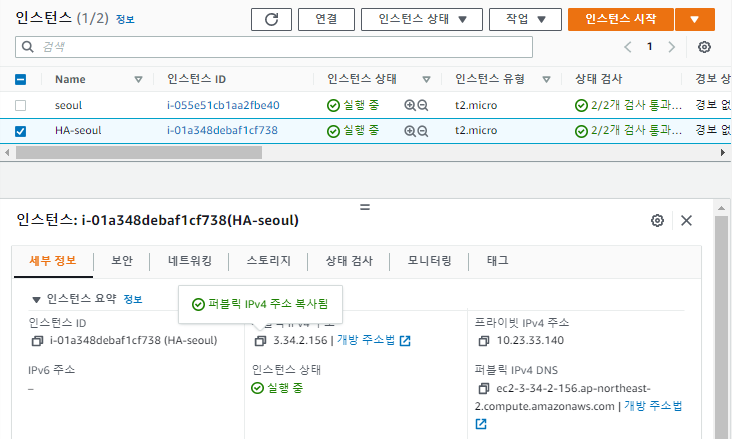 인스턴스 (1/2) 정보
연결
인스턴스 상태
작업
인스턴스 시작
검색
1
Name
인스턴스 ID
인스턴스 상태
인스턴스 유형
상태 검사
경보 상
seoul
i-055e51cb1aa2fbe40
실행 중
t2.micro
2/2개 검사 통과...
경보 없
HA-seoul
i-01a348debaf1cf738
실행 중
t2.micro
2/2개 검사 통과...
경보 없
인스턴스: i-01a348debaf1cf738(HA-seoul)
세부 정보
보안
네트워킹
스토리지
상태 검사
모니터링
태그
인스턴스 요약 정보
퍼블릭 IPv4 주소 복사됨
인스턴스 ID
i-01a348debaf1cf738 (HA-seoul)
3.34.2.156 | 개방 주소법
프라이빗 IPv4 주소
10.23.33.140
IPv6 주소
–
인스턴스 상태
실행 중
퍼블릭 IPv4 DNS
ec2-3-34-2-156.ap-northeast-
2.compute.amazonaws.com | 개방 주소법